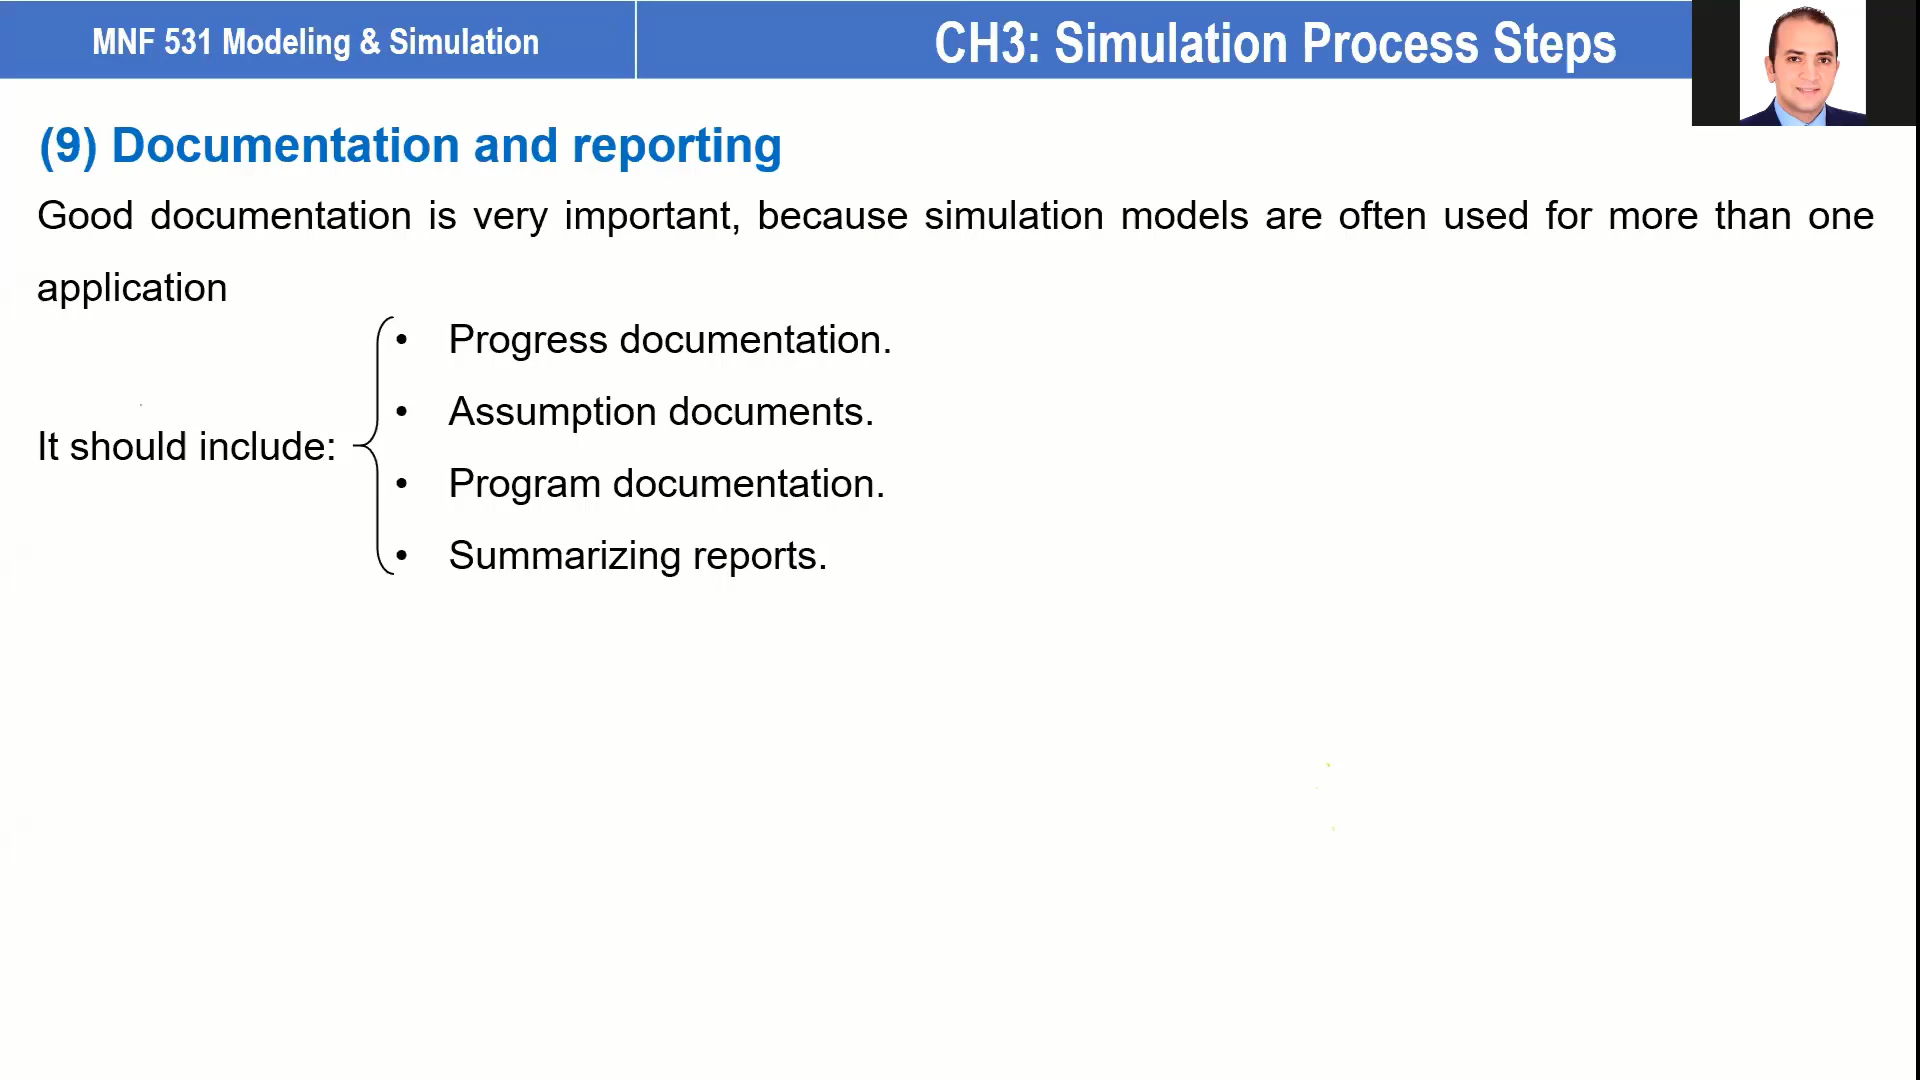 MNF 531 Modeling & Simulation
CH3: Simulation Process Steps
(9) Documentation and reporting
Good documentation is very important, because simulation models are often used for more than one
application
It should include:
• Progress documentation.
• Assumption documents.
• Program documentation.
• Summarizing reports.